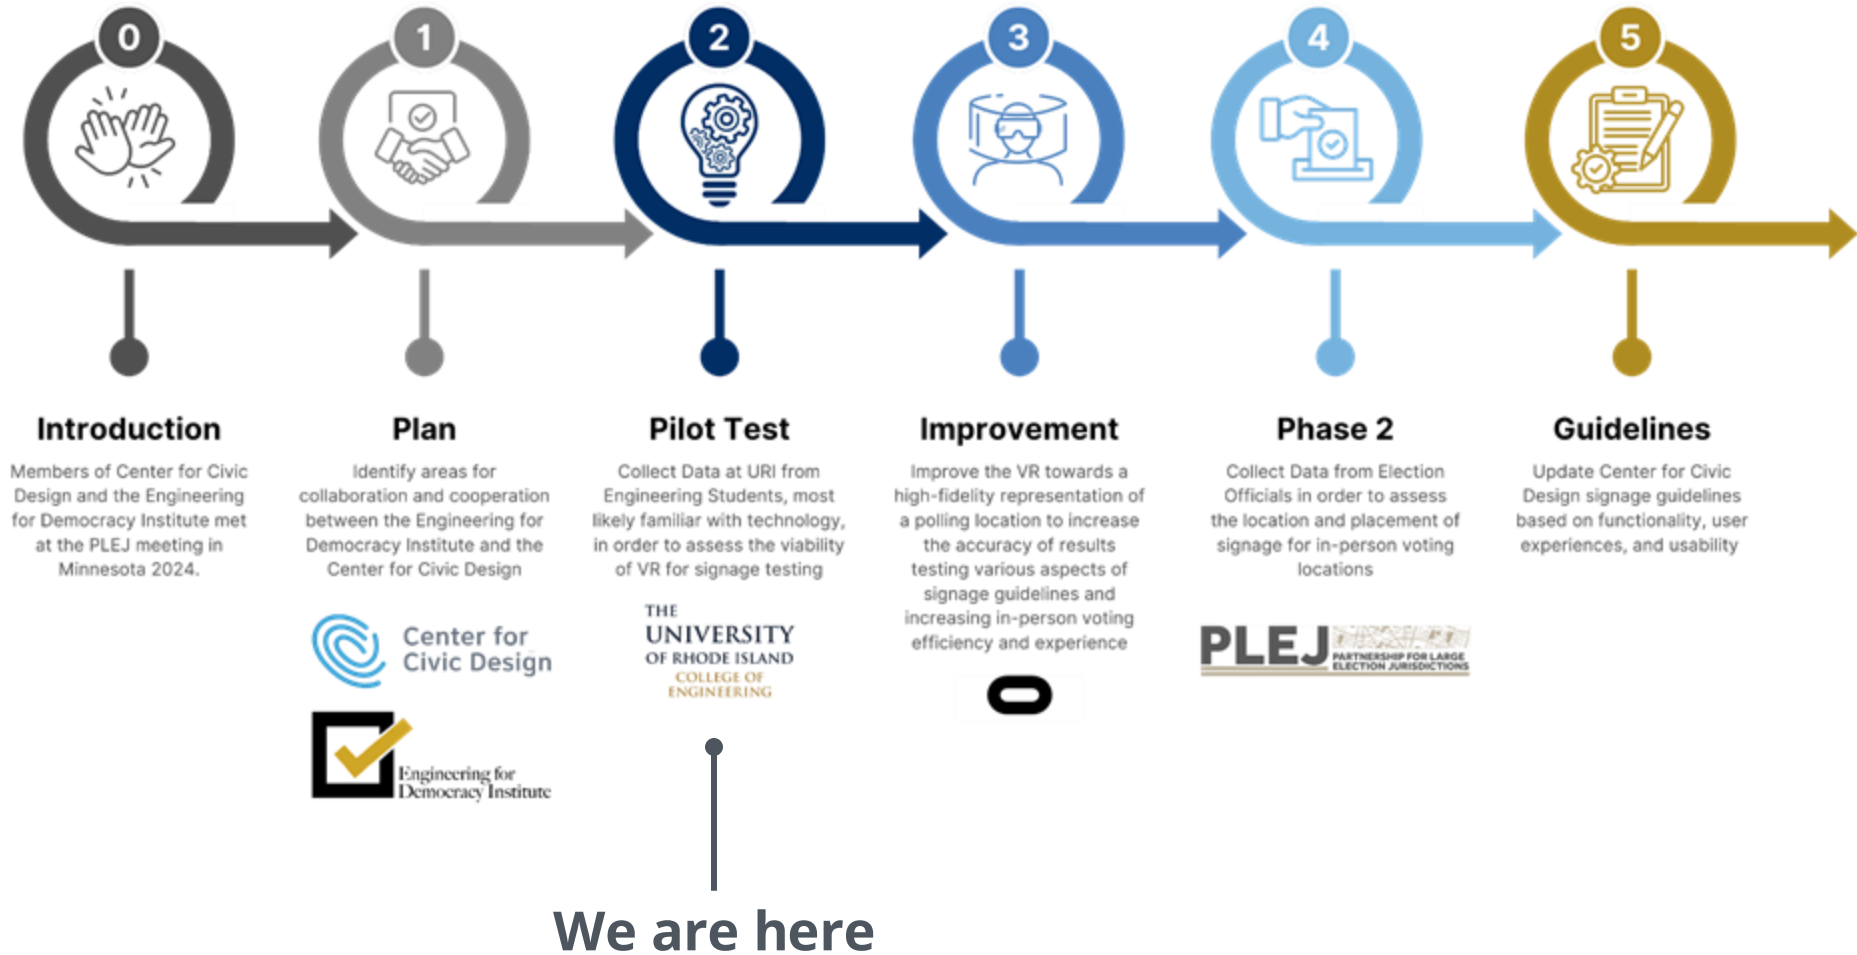 0
1
2
3
4
5
Introduction
Members of Center for Civic
Design and the Engineering
for Democracy Institute met
at the PLEJ meeting in
Minnesota 2024.
Plan
Identify areas for
collaboration and cooperation
between the Engineering for
Democracy Institute and the
Center for Civic Design
Center for
Civic Design
Engineering for
Democracy Institute
Pilot Test
Collect Data at URI from
Engineering Students, most
likely familiar with technology,
in order to assess the viability
of VR for signage testing
THE
UNIVERSITY
OF RHODE ISLAND
COLLEGE OF
ENGINEERING
Improvement
Improve the VR towards a
high-fidelity representation of
a polling location to increase
the accuracy of results
testing various aspects of
signage guidelines and
increasing in-person voting
efficiency and experience
Phase 2
Collect Data from Election
Officials in order to assess
the location and placement of
signage for in-person voting
locations
PLEJ
PARTNERSHIP FOR LARGE
ELECTION JURISDICTIONS
Guidelines
Update Center for Civic
Design signage guidelines
based on functionality, user
experiences, and usability
We are here